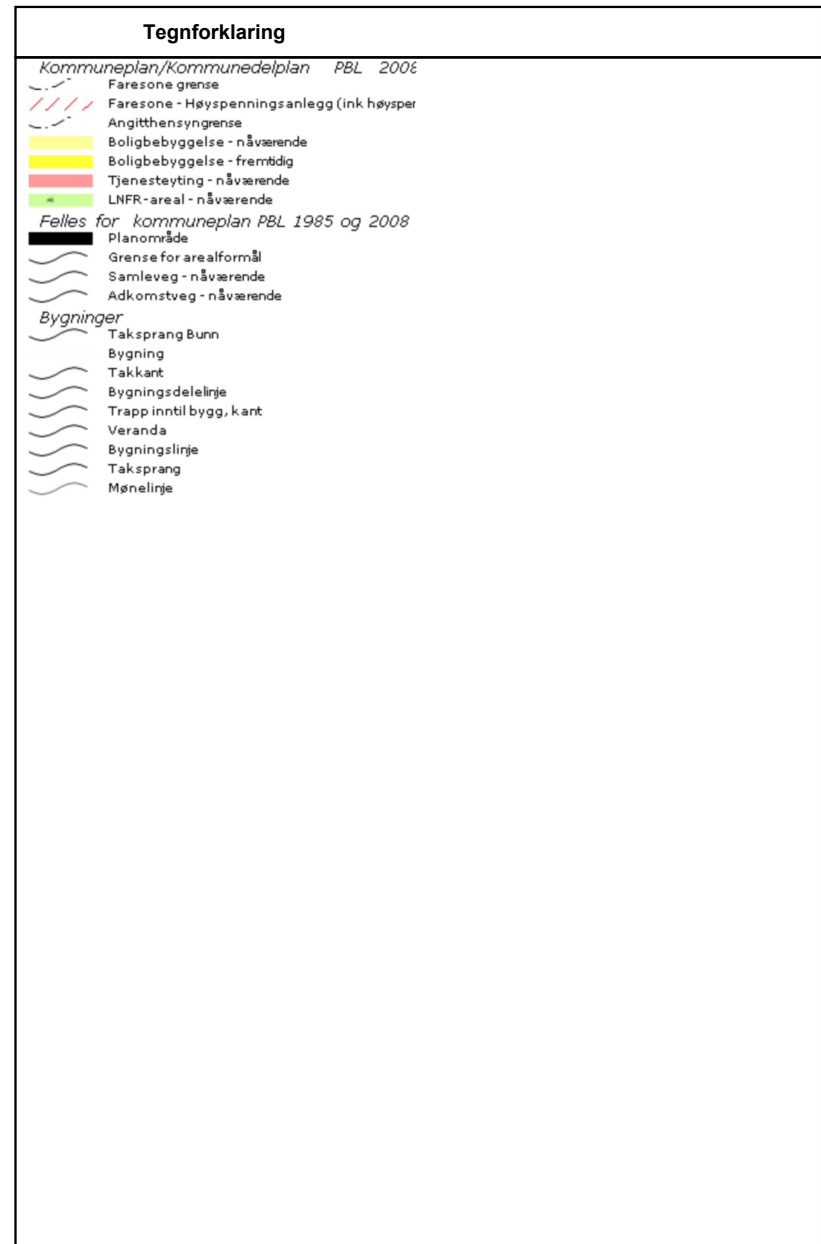 Tegnforklaring
Kommuneplan/Kommunedelplan PBL 2008
Faresone grense
Faresone - Høyspenningsanlegg (ink høysper
Angitthensyngrense
Boligbebyggelse - nåværende
Boligbebyggelse - fremtidig
Tjenesteyting - nåværende
LNFR-areal - nåværende
Felles for kommuneplan PBL 1985 og 2008
Planområde
Grense for arealformål
Samleveg - nåværende
Adkomstveg - nåværende
Bygninger
Taksprang Bunn
Bygning
Takkant
Bygningsdelelinje
Trapp inntil bygg, kant
Veranda
Bygningslinje
Taksprang
Mønelinje